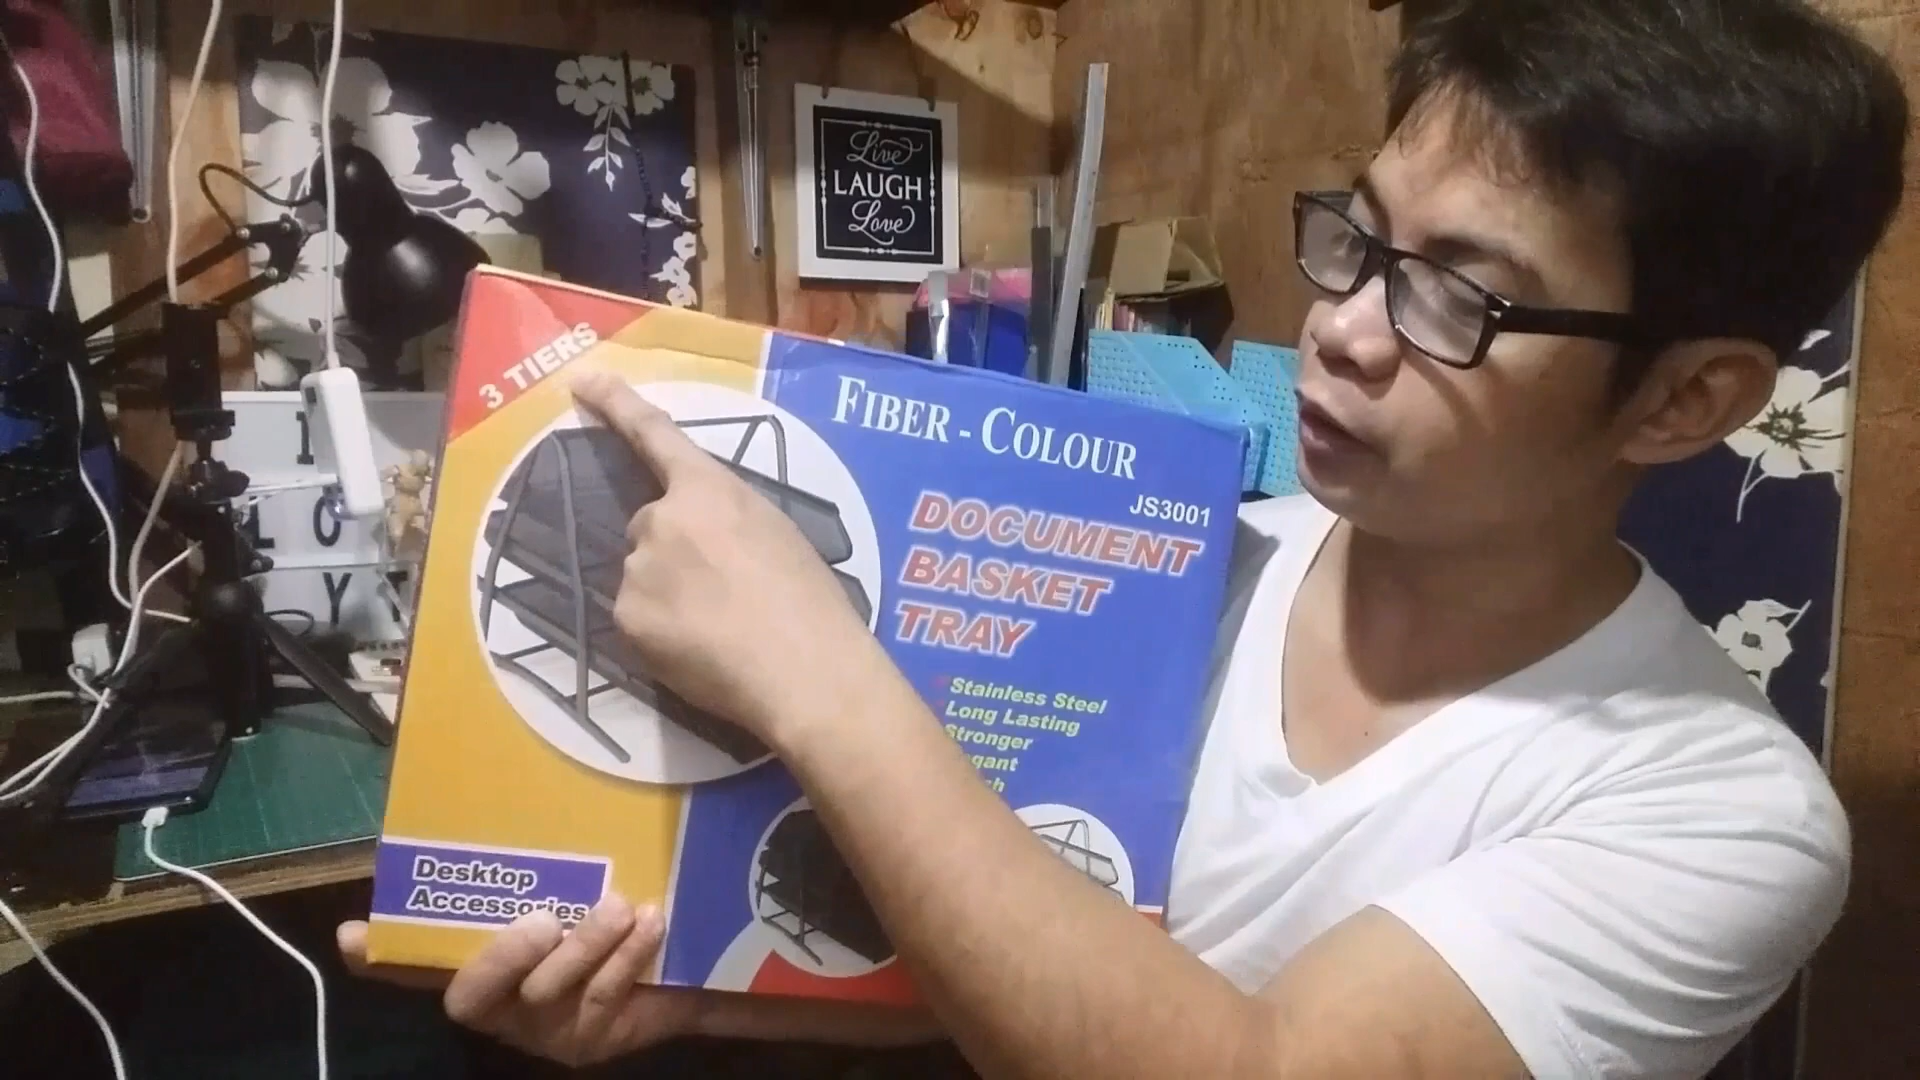 Live
LAUGH
Love
3 TIERS
FIBER - COLOUR
JS3001
DOCUMENT
BASKET
TRAY
Stainless Steel
Long Lasting
Stronger
Desktop
Accessories
L O
Y T